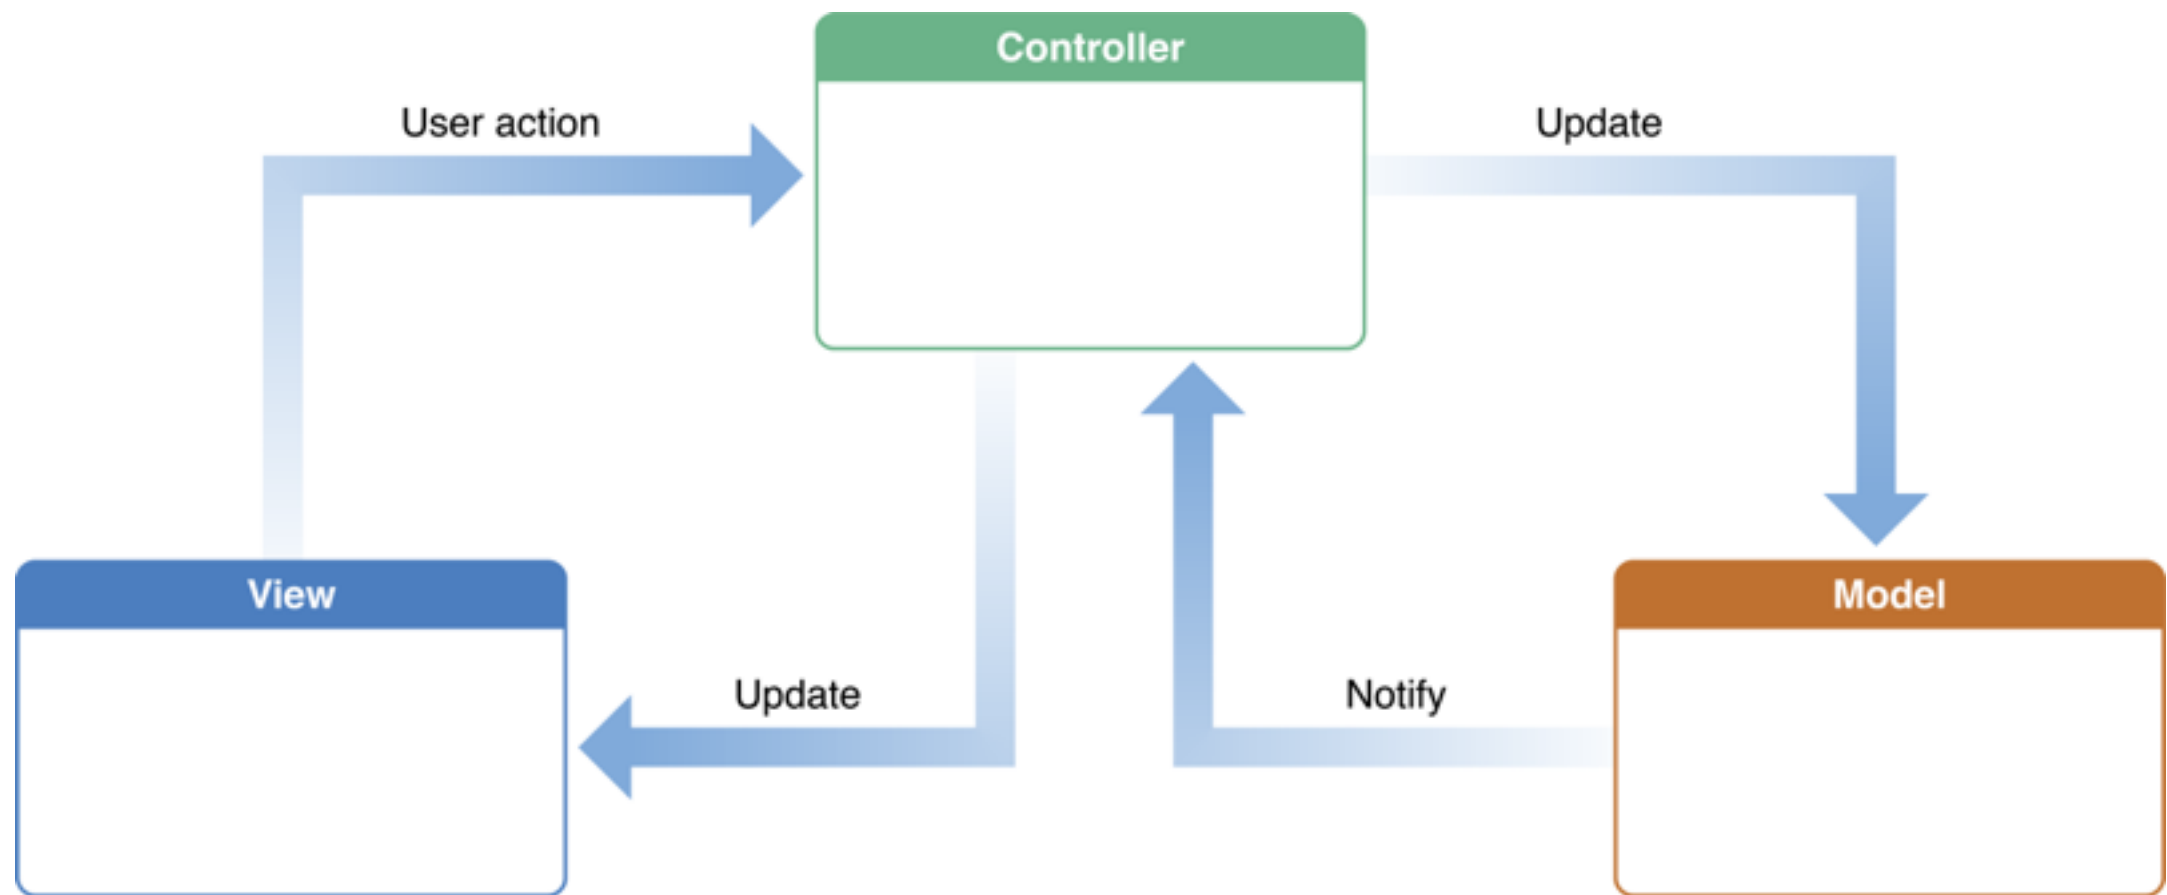 Controller
User action
Update
View
Model
Update
Notify